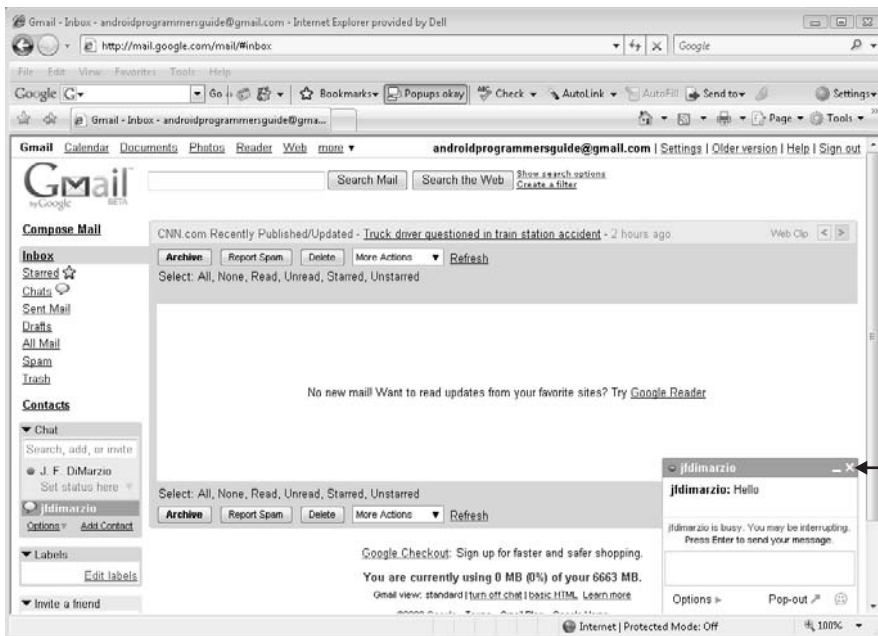 Gmail - Inbox - androidprogrammersguide@gmail.com - Internet Explorer provided by Dell
http://mail.google.com/mail/#inbox
Google
File Edit View Favorites Tools Help
Google G Go Bookmarks Popups okay ABC Check AutoLink AutoFill Send to Settings
Gmail - Inbox - androidprogrammersguide@gma... Page Tools
Gmail Calendar Documents Photos Reader Web more androidprogrammersguide@gmail.com | Settings | Older version | Help | Sign out
Gmail
by Google BETA
Search Mail Search the Web Show search options
Create a filter
Compose Mail
Inbox
Starred
Chats
Sent Mail
Drafts
All Mail
Spam
Trash
Contacts
Chat
Search, add, or invite
J. F. DiMarzio
Set status here
jfdimarzio
Options Add Contact
Labels
Edit labels
Invite a friend
CNN.com Recently Published/Updated - Truck driver questioned in train station accident - 2 hours ago Web Clip < >
Archive Report Spam Delete More Actions Refresh
Select: All, None, Read, Unread, Starred, Unstarred
No new mail! Want to read updates from your favorite sites? Try Google Reader
Select: All, None, Read, Unread, Starred, Unstarred
Archive Report Spam Delete More Actions Refresh
Google Checkout: Sign up for faster and safer shopping.
You are currently using 0 MB (0%) of your 6663 MB.
Gmail view: standard | turn off chat | basic HTML Learn more
jfdimarzio
jfdimarzio: Hello
jfdimarzio is busy. You may be interrupting.
Press Enter to send your message.
Options Pop-out
Internet | Protected Mode: Off 100%